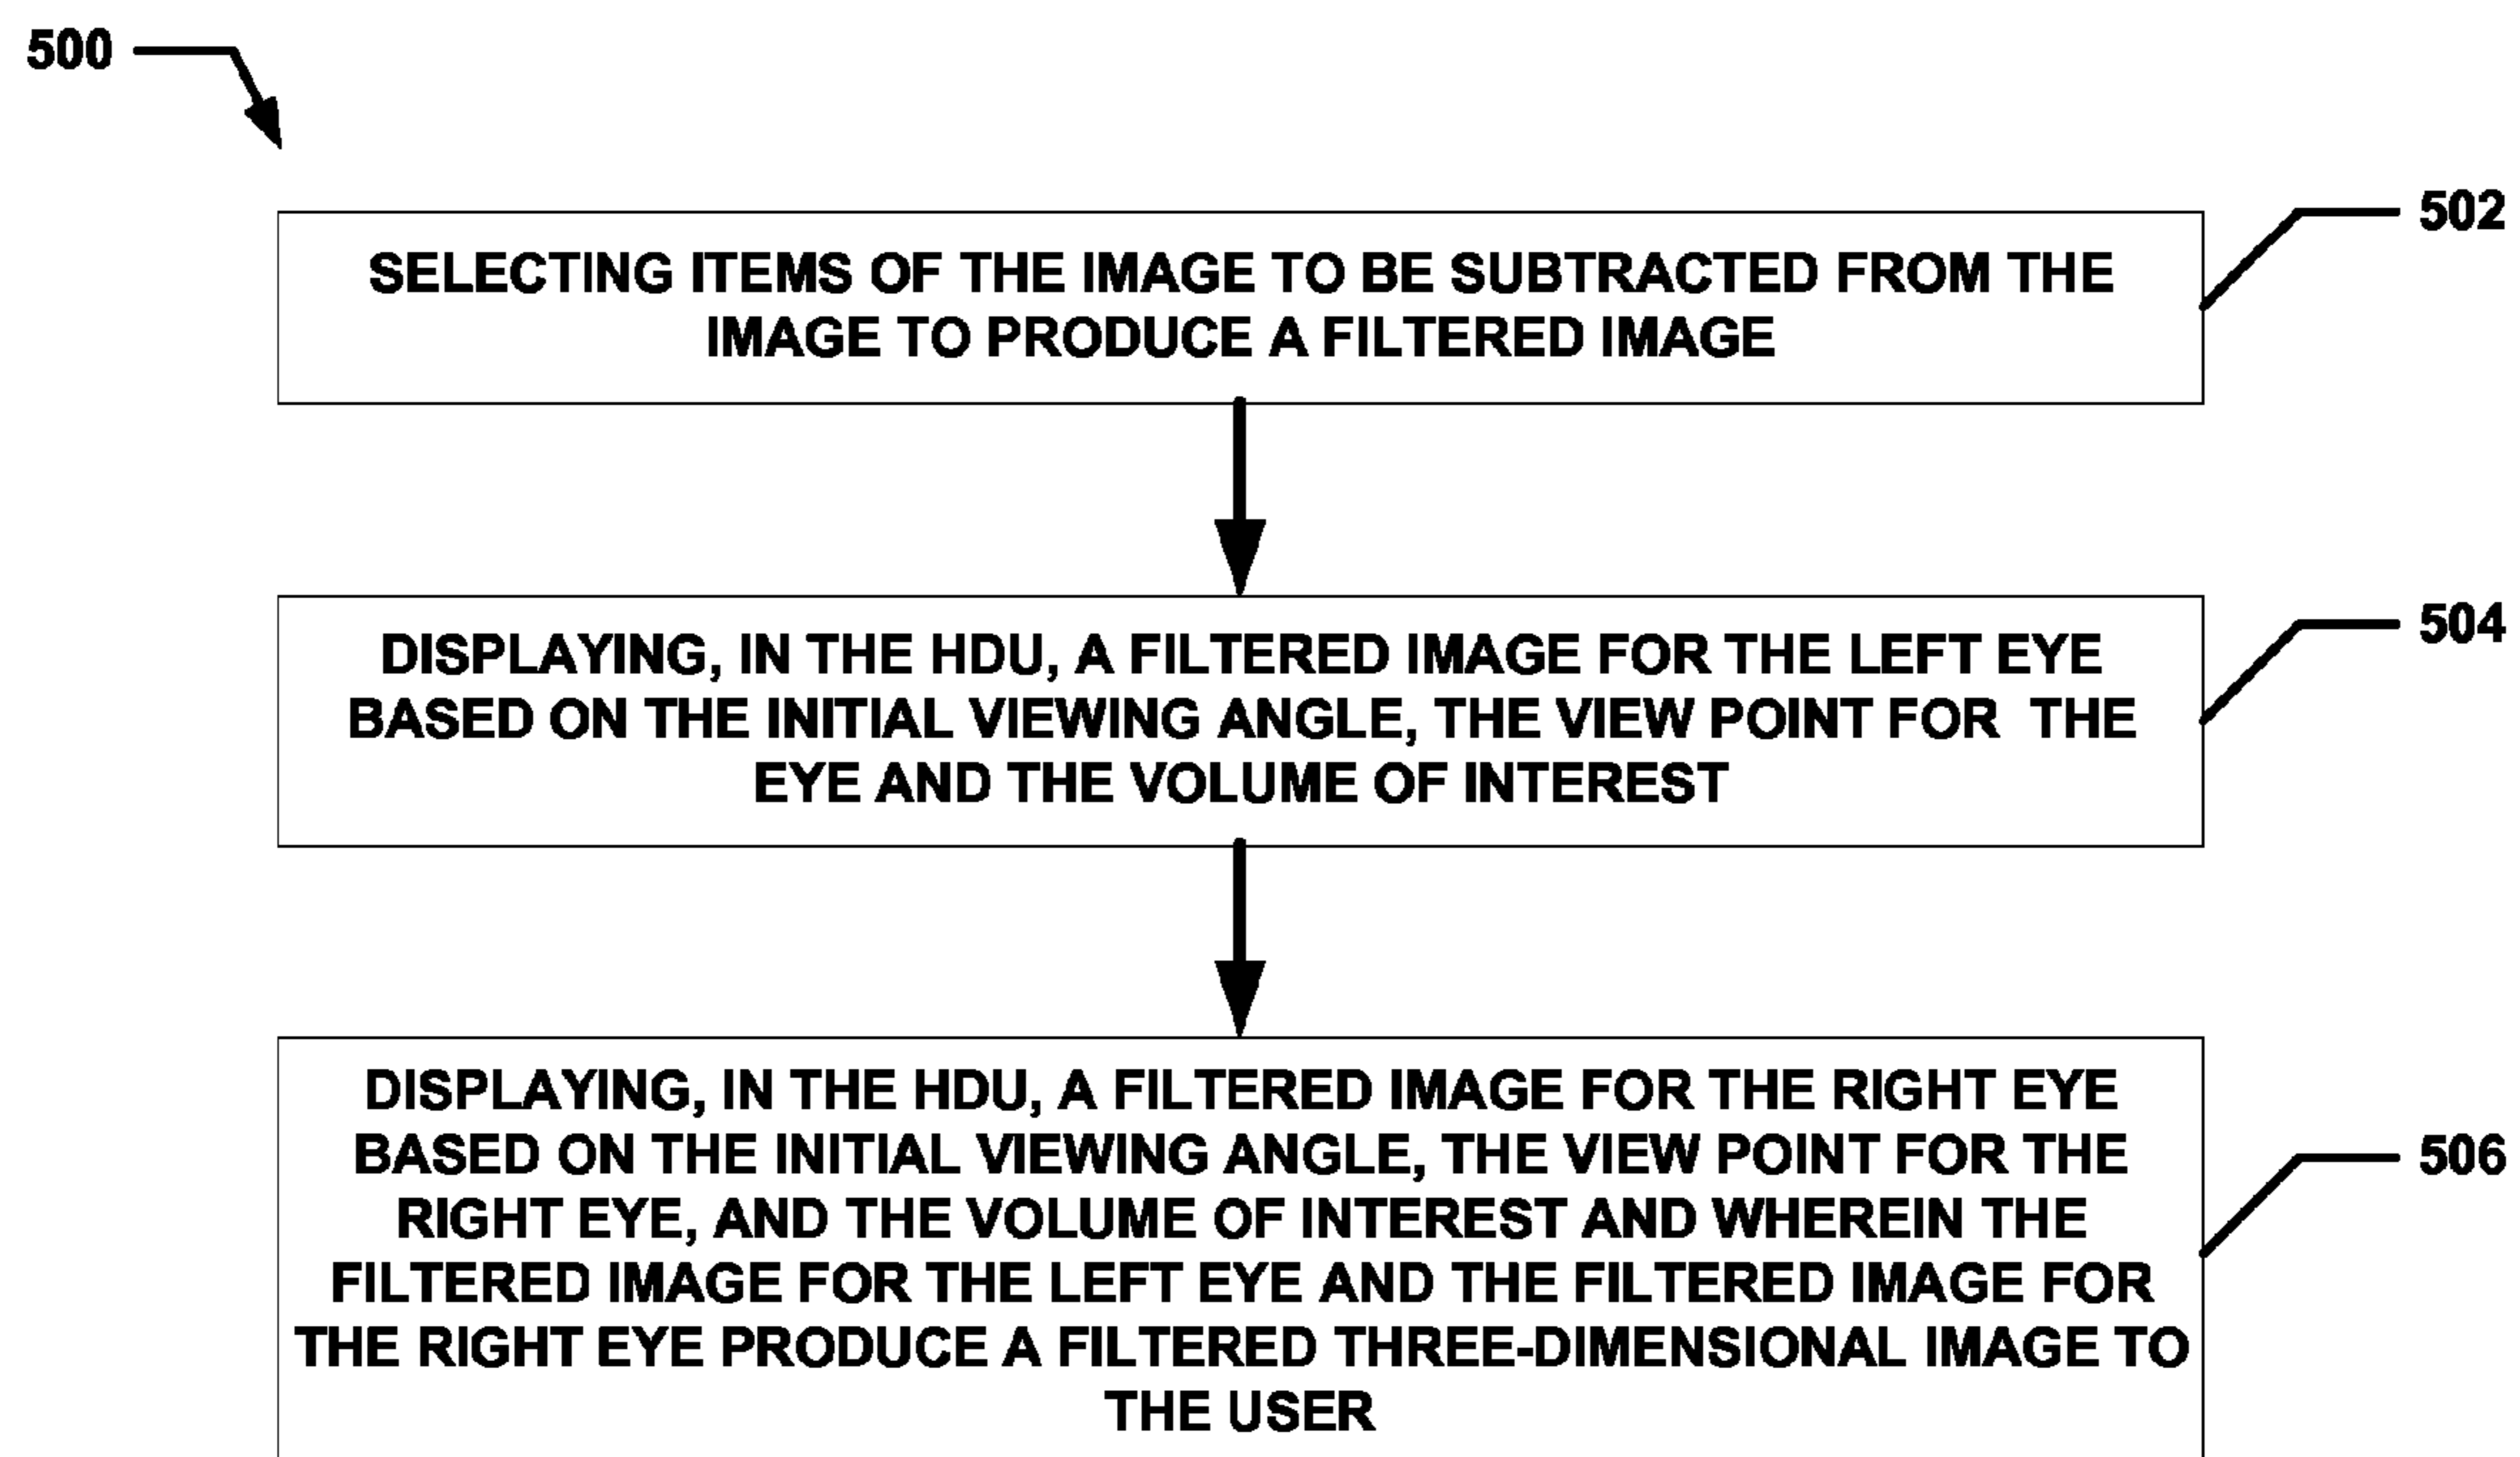 500
502
SELECTING ITEMS OF THE IMAGE TO BE SUBTRACTED FROM THE
IMAGE TO PRODUCE A FILTERED IMAGE
504
DISPLAYING, IN THE HDU, A FILTERED IMAGE FOR THE LEFT EYE
BASED ON THE INITIAL VIEWING ANGLE, THE VIEW POINT FOR THE
EYE AND THE VOLUME OF INTEREST
506
DISPLAYING, IN THE HDU, A FILTERED IMAGE FOR THE RIGHT EYE
BASED ON THE INITIAL VIEWING ANGLE, THE VIEW POINT FOR THE
RIGHT EYE, AND THE VOLUME OF INTEREST AND WHEREIN THE
FILTERED IMAGE FOR THE LEFT EYE AND THE FILTERED IMAGE FOR
THE RIGHT EYE PRODUCE A FILTERED THREE-DIMENSIONAL IMAGE TO
THE USER